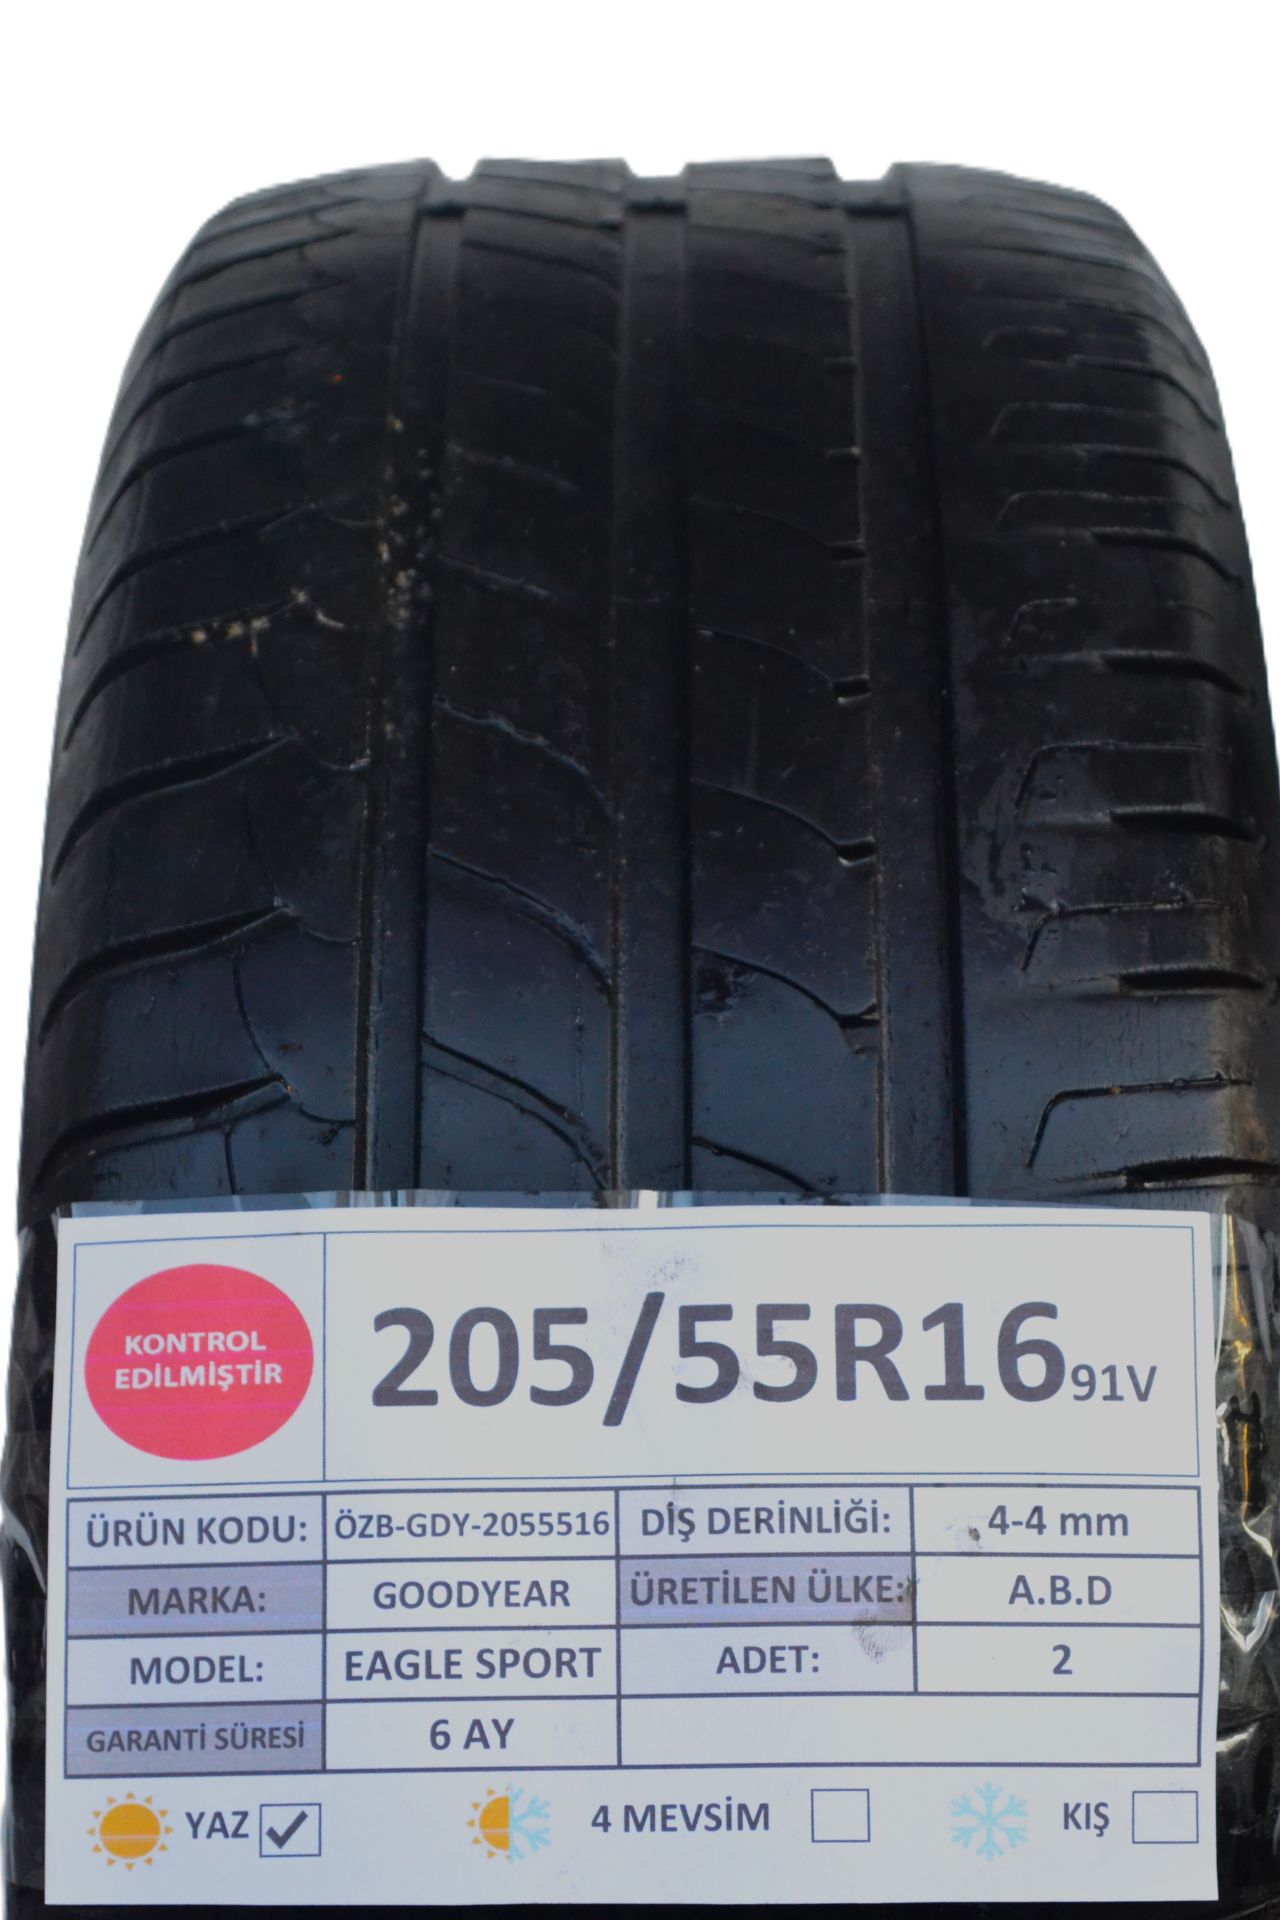 KONTROL
EDİLMİŞTİR
205/55R16 91V
ÜRÜN KODU: ÖZB-GDY-2055516 DİŞ DERİNLİĞİ: 4-4 mm
MARKA: GOODYEAR ÜRETİLEN ÜLKE: A.B.D
MODEL: EAGLE SPORT ADET: 2
GARANTİ SÜRESİ 6 AY
YAZ 4 MEVSİM KIŞ